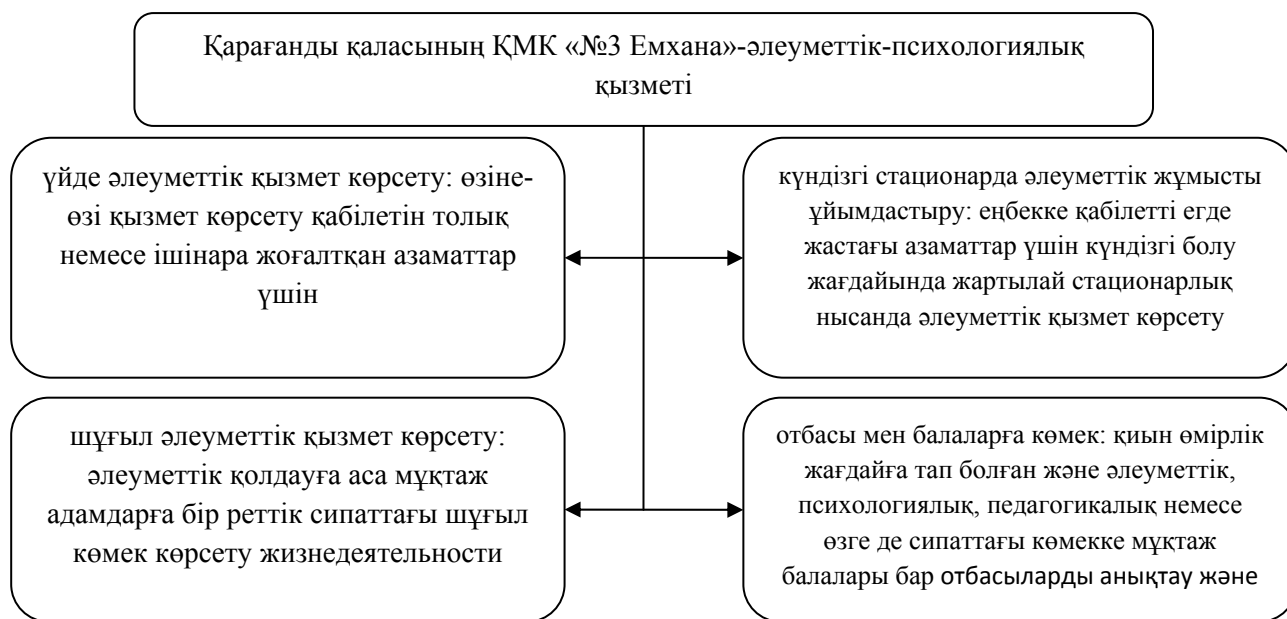 Қарағанды қаласының ҚМК «№3 Емхана»-әлеуметтік-психологиялық
қызметі
үйде әлеуметтік қызмет көрсету: өзіне-
өзі қызмет көрсету қабілетін толық
немесе ішінара жоғалтқан азаматтар
үшін
күндізгі стационарда әлеуметтік жұмысты
ұйымдастыру: еңбекке қабілетті егде
жастағы азаматтар үшін күндізгі болу
жағдайында жартылай стационарлық
нысанда әлеуметтік қызмет көрсету
шұғыл әлеуметтік қызмет көрсету:
әлеуметтік қолдауға аса мұқтаж
адамдарға бір реттік сипаттағы шұғыл
көмек көрсету жизнедеятельности
отбасы мен балаларға көмек: қиын өмірлік
жағдайға тап болған және әлеуметтік,
психологиялық, педагогикалық немесе
өзге де сипаттағы көмекке мұқтаж
балалары бар отбасыларды анықтау және